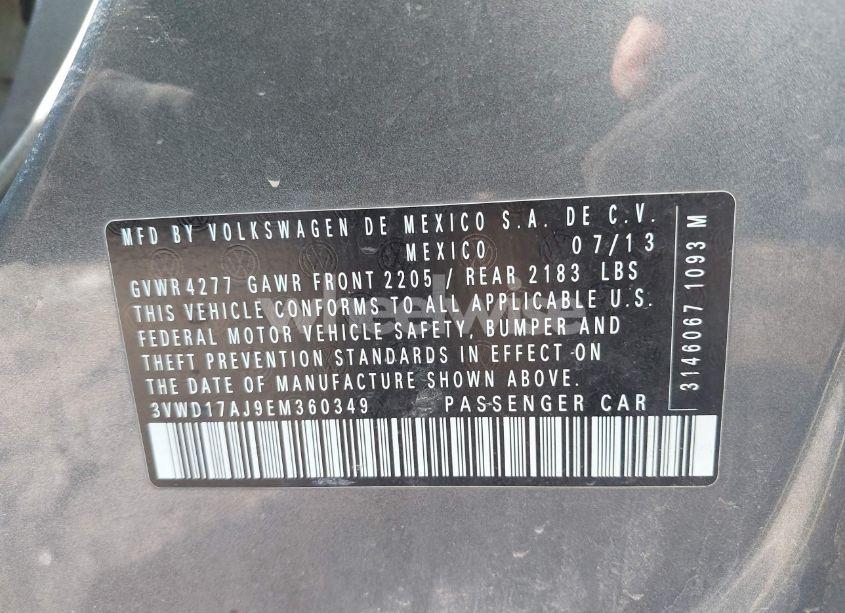 MFD BY VOLKSWAGEN DE MEXICO S.A. DE C.V.
MEXICO 07/13
GVWR 4277 GAWR FRONT 2205 / REAR 2183 LBS
THIS VEHICLE CONFORMS TO ALL APPLICABLE U.S.
FEDERAL MOTOR VEHICLE SAFETY, BUMPER AND
THEFT PREVENTION STANDARDS IN EFFECT ON
THE DATE OF MANUFACTURE SHOWN ABOVE.
3VWD17AJ9EM360349 PASSENGER CAR
3146067 1093 M
wheelwise